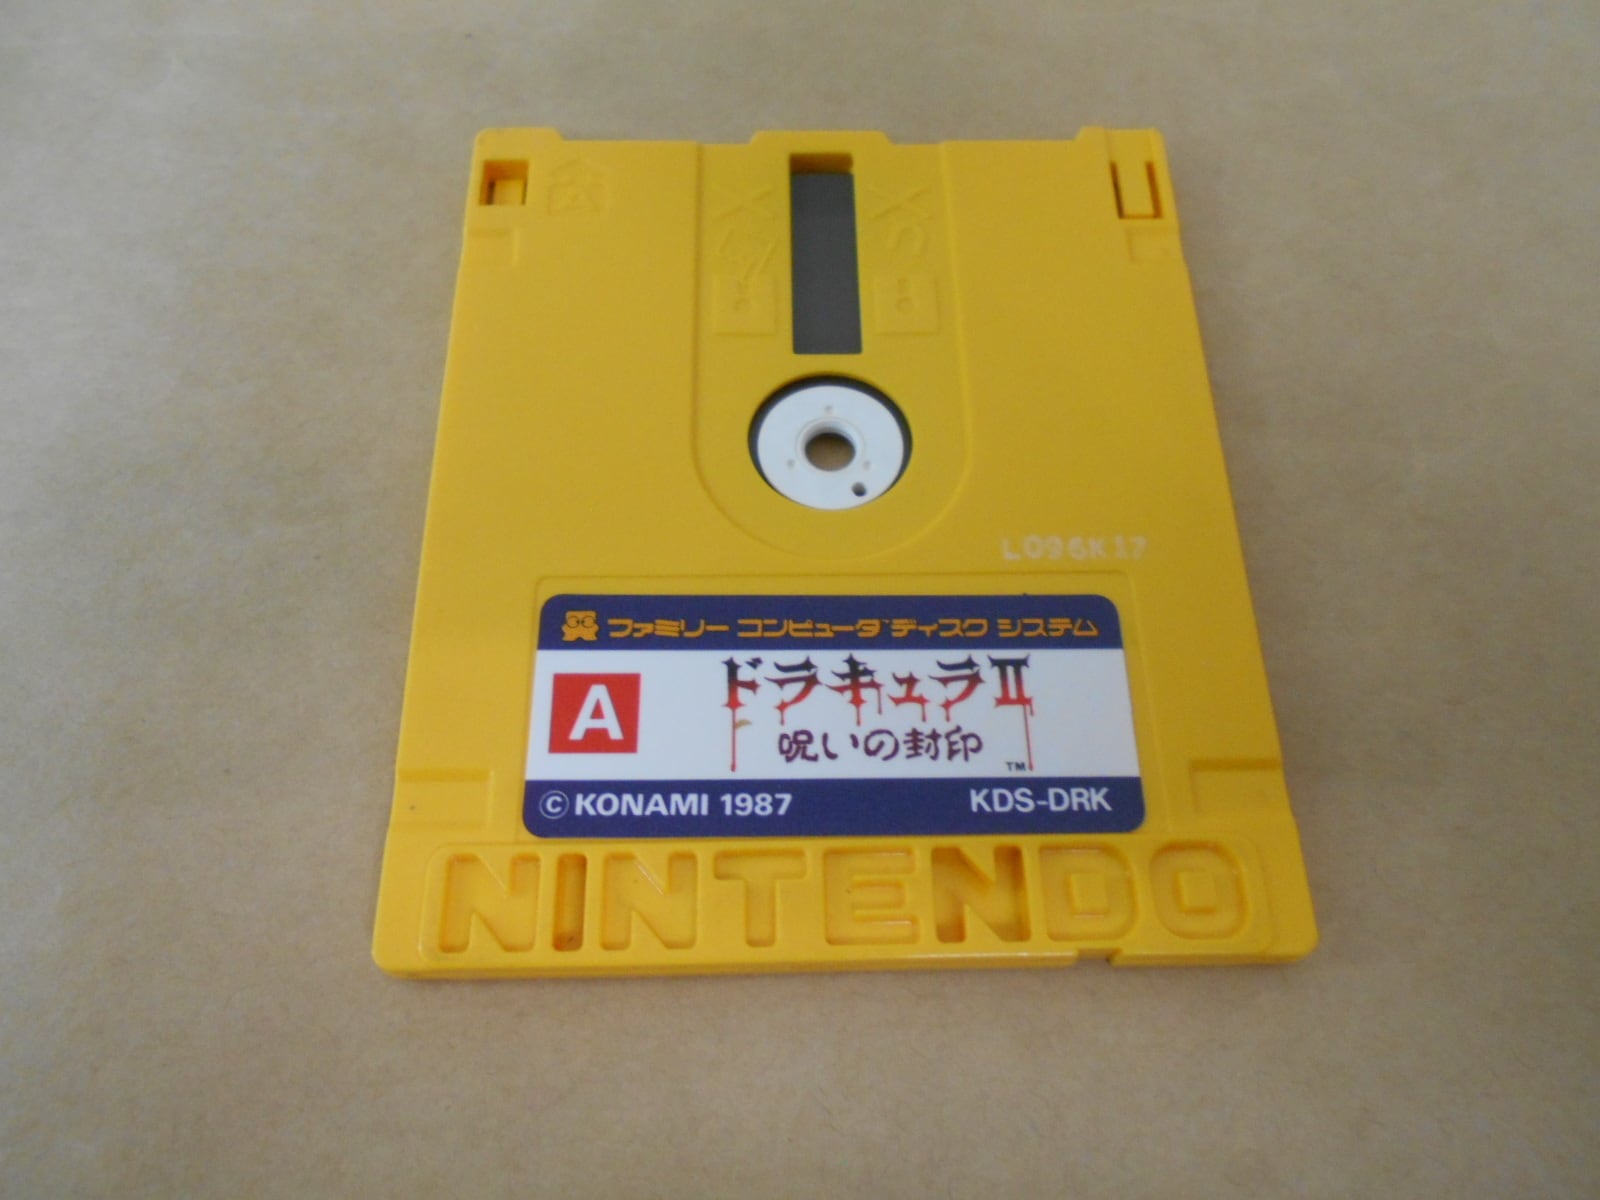 L096K17
ファミリー コンピュータ ディスク システム
A
ドラキュラII
呪いの封印
TM
© KONAMI 1987 KDS-DRK
NINTENDO